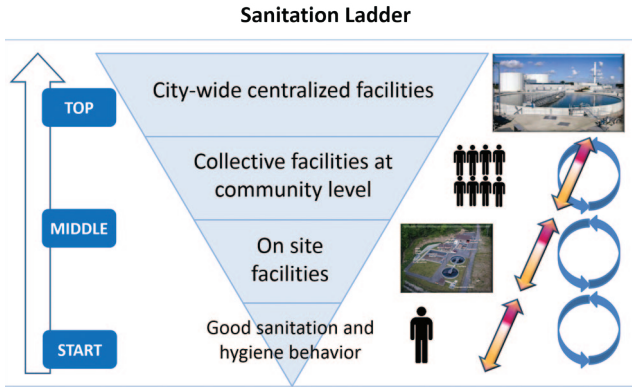 Sanitation Ladder
TOP
City-wide centralized facilities
Collective facilities at
community level
MIDDLE
On site
facilities
START
Good sanitation and
hygiene behavior